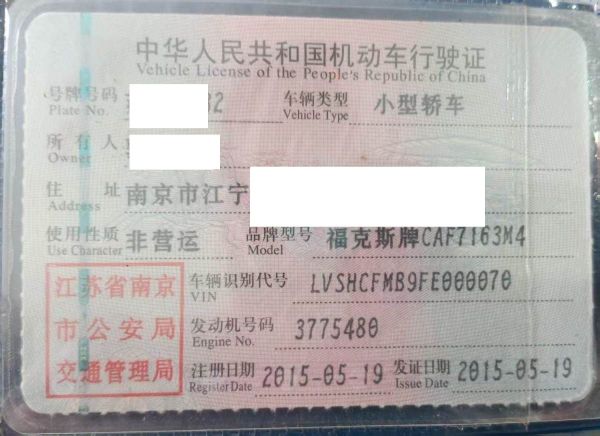 中华人民共和国机动车行驶证
Vehicle License of the People's Republic of China
号牌号码 82 车辆类型 小型轿车
Plate No. Vehicle Type
所有人
Owner
住址 南京市江宁
Address
使用性质 非营运 品牌型号 福克斯牌CAF7163M4
Use Character Model
江苏省南京
市公安局
交通管理局
车辆识别代号 LVSHCFMB9FE000070
VIN
发动机号码 3775480
Engine No.
注册日期 2015-05-19 发证日期 2015-05-19
Register Date Issue Date